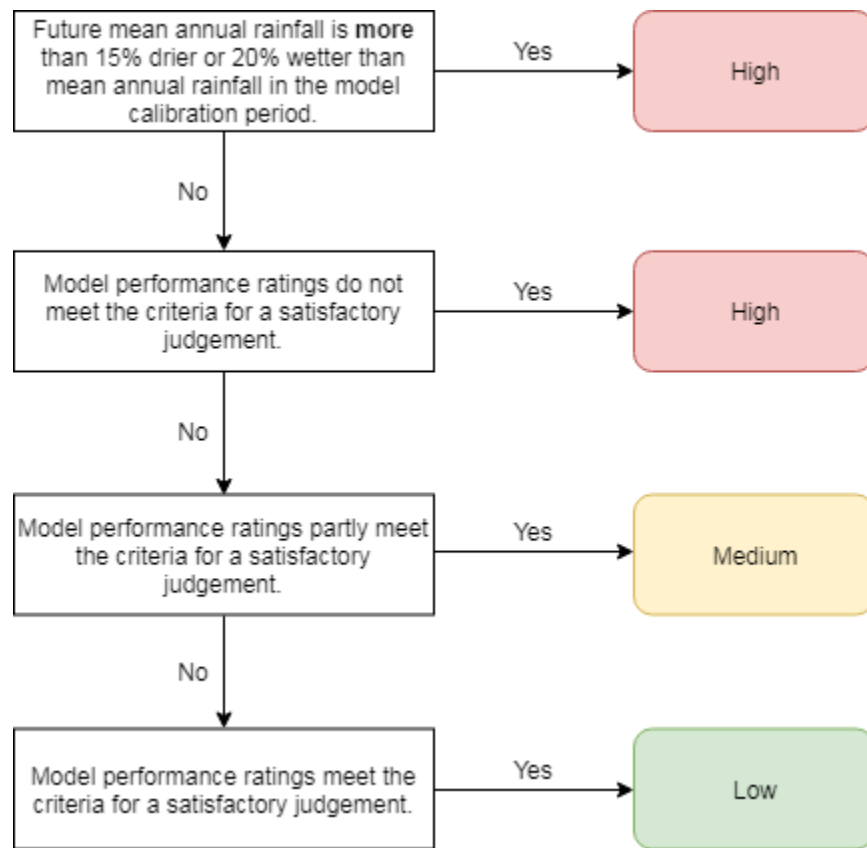 Future mean annual rainfall is more
than 15% drier or 20% wetter than
mean annual rainfall in the model
calibration period.
Yes
High
No
Model performance ratings do not
meet the criteria for a satisfactory
judgement.
Yes
High
No
Model performance ratings partly meet
the criteria for a satisfactory
judgement.
Yes
Medium
No
Model performance ratings meet the
criteria for a satisfactory judgement.
Yes
Low